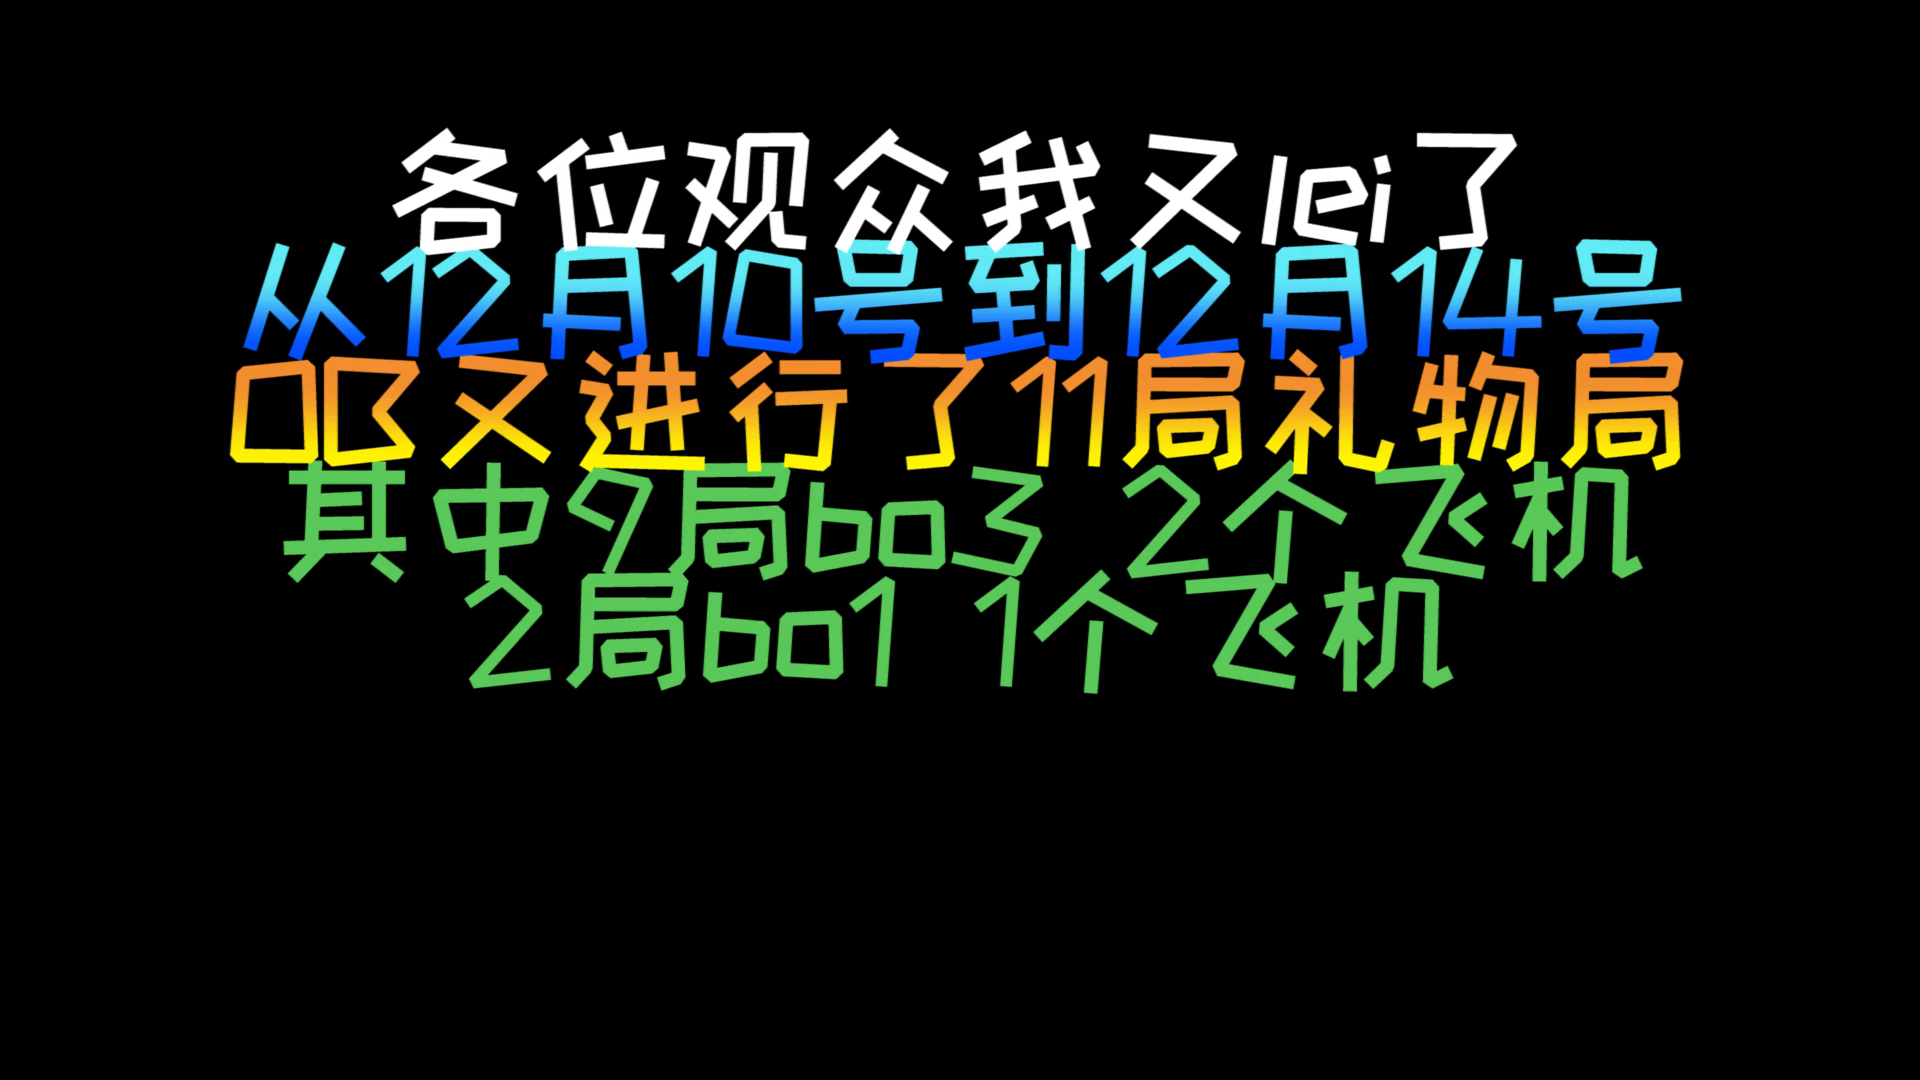 各位观众我又lei了
从12月10号到12月14号
OB又进行了11局礼物局
其中9局bo3 2个飞机
2局bo1 1个飞机